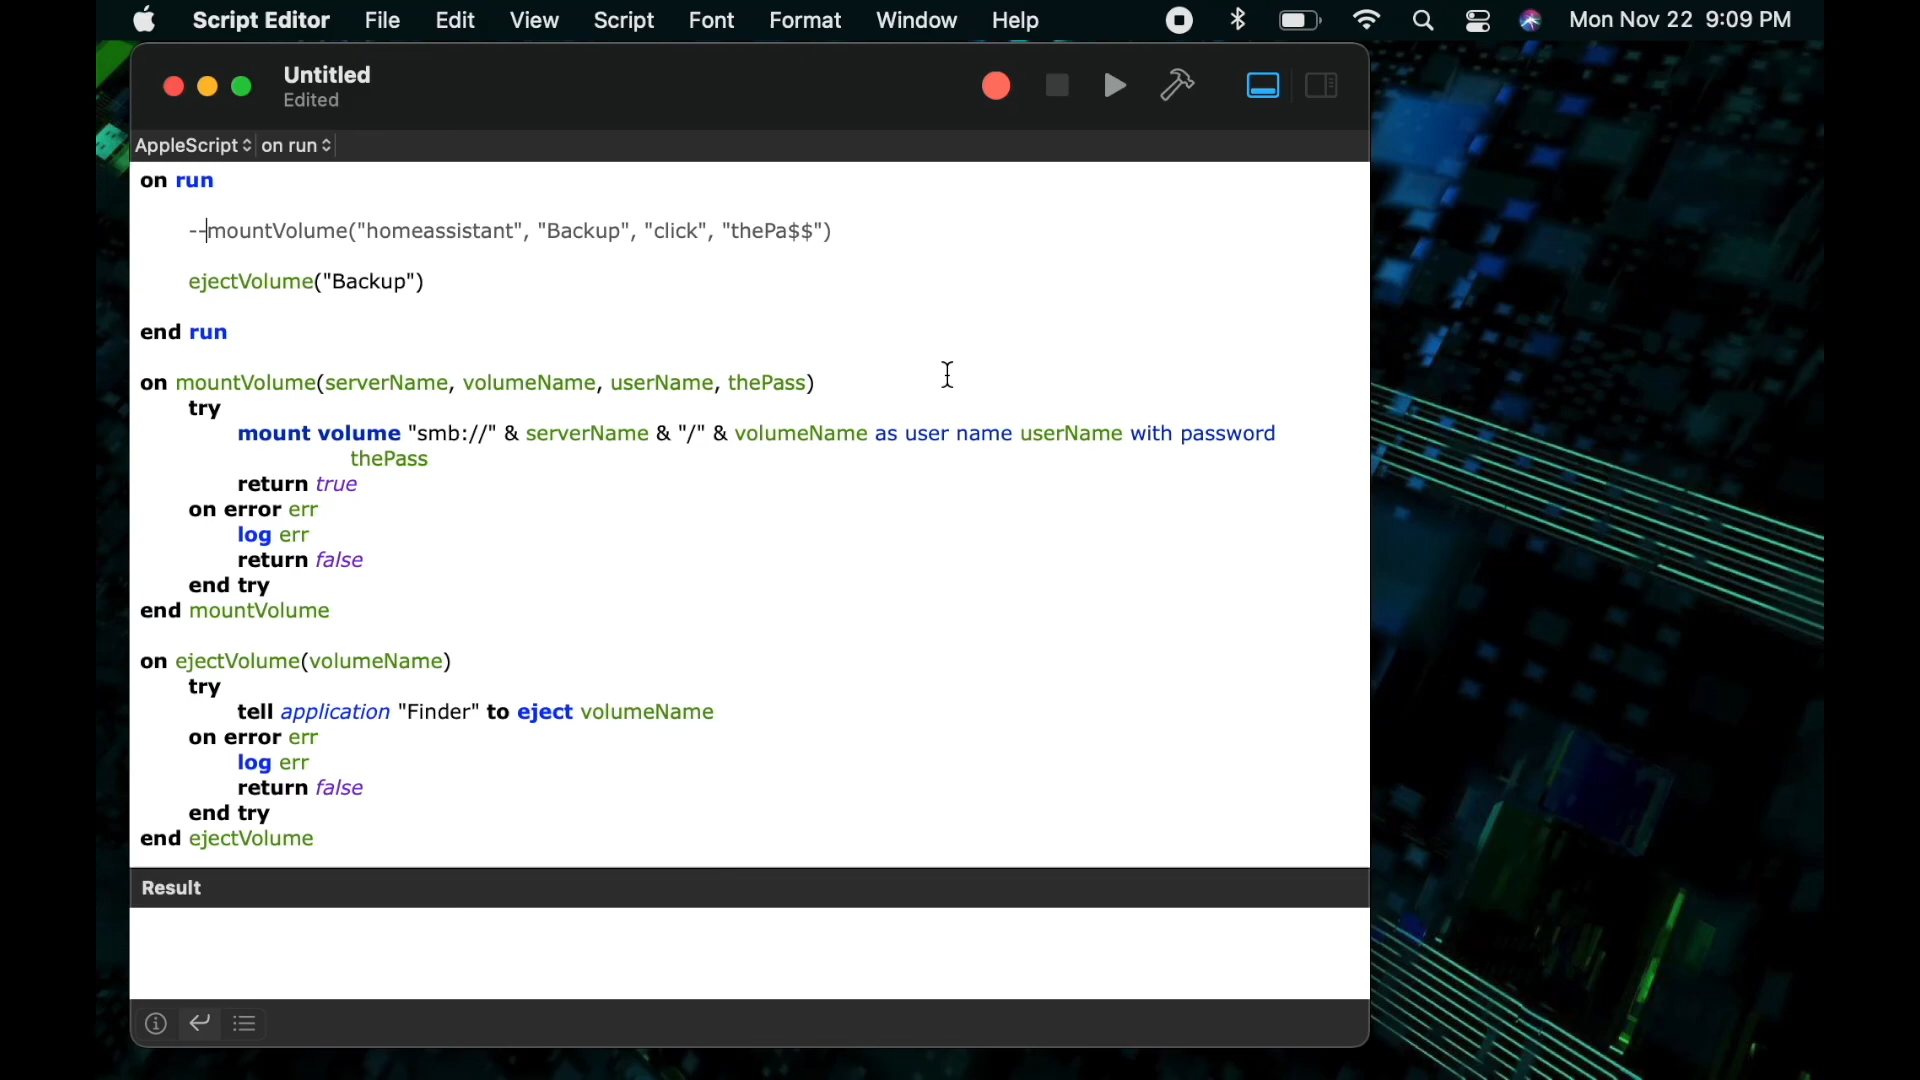 Script Editor File Edit View Script Font Format Window Help Mon Nov 22 9:09 PM
Untitled
Edited
AppleScript on run
on run
--mountVolume("homeassistant", "Backup", "click", "thePa$$")
ejectVolume("Backup")
end run
on mountVolume(serverName, volumeName, userName, thePass)
try
mount volume "smb://" & serverName & "/" & volumeName as user name userName with password
thePass
return true
on error err
log err
return false
end try
end mountVolume
on ejectVolume(volumeName)
try
tell application "Finder" to eject volumeName
on error err
log err
return false
end try
end ejectVolume
Result